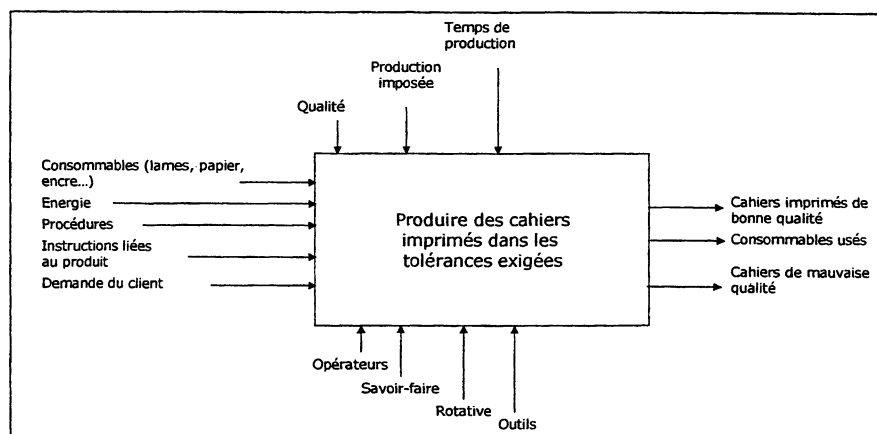 Temps de
production
Production
imposée
Qualité
Consommables (lames, papier,
encre...)
Energie
Procédures
Instructions liées
au produit
Demande du client
Produire des cahiers
imprimés dans les
tolérances exigées
Cahiers imprimés de
bonne qualité
Consommables usés
Cahiers de mauvaise
qualité
Opérateurs
Savoir-faire
Rotative
Outils